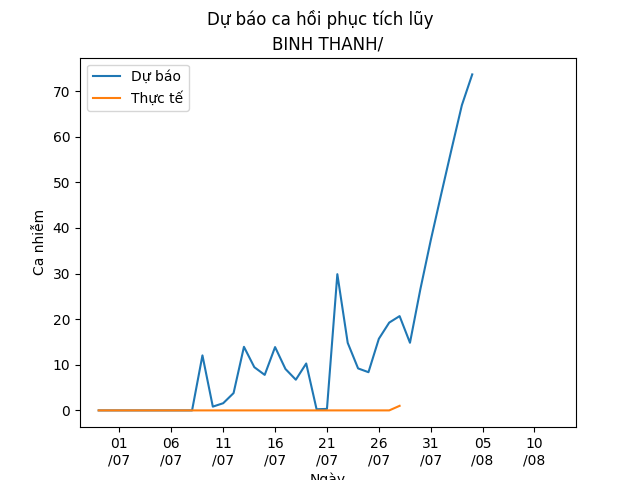 Dự báo ca hồi phục tích lũy
BINH THANH/
Dự báo
Thực tế
Ca nhiễm
70
60
50
40
30
20
10
0
01 06 11 16 21 26 31 05 10
/07 /07 /07 /07 /07 /07 /07 /08 /08
Ngày